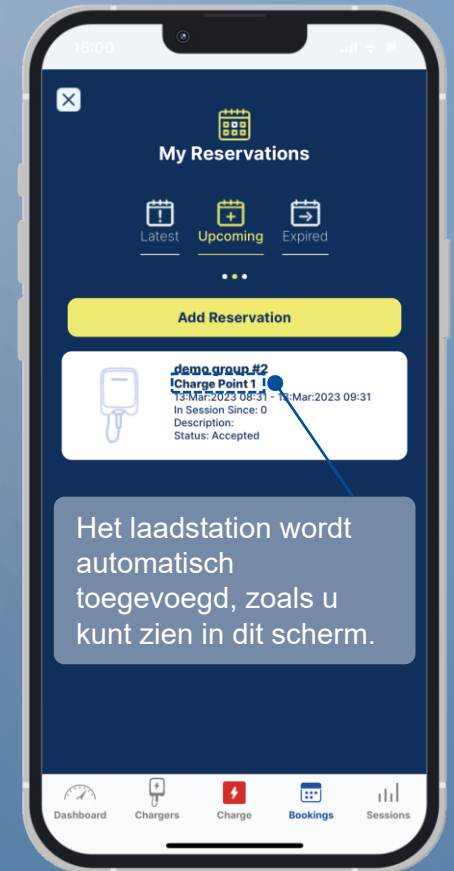 16:00
My Reservations
Latest Upcoming Expired
Add Reservation
demo group #2
Charge Point 1
13:Mar:2023 08:31 - 13:Mar:2023 09:31
In Session Since: 0
Description:
Status: Accepted
Het laadstation wordt
automatisch
toegevoegd, zoals u
kunt zien in dit scherm.
Dashboard Chargers Charge Bookings Sessions